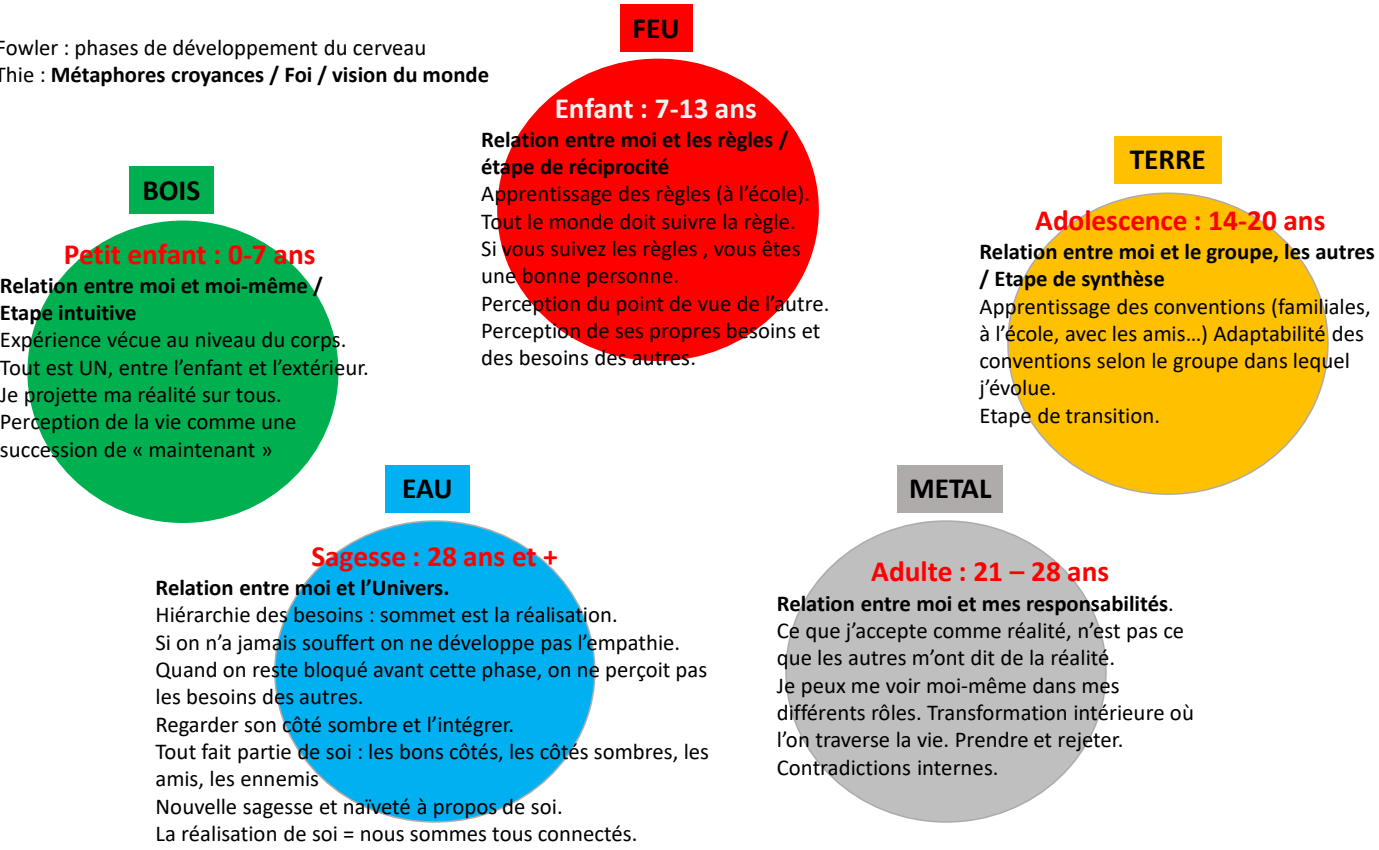 Fowler : phases de développement du cerveau
Thie : Métaphores croyances / Foi / vision du monde
FEU
Enfant : 7-13 ans
Relation entre moi et les règles /
étape de réciprocité
Apprentissage des règles (à l’école).
Tout le monde doit suivre la règle.
Si vous suivez les règles , vous êtes
une bonne personne.
Perception du point de vue de l’autre.
Perception de ses propres besoins et
des besoins des autres.
BOIS
Petit enfant : 0-7 ans
Relation entre moi et moi-même /
Etape intuitive
Expérience vécue au niveau du corps.
Tout est UN, entre l’enfant et l’extérieur.
Je projette ma réalité sur tous.
Perception de la vie comme une
succession de « maintenant »
TERRE
Adolescence : 14-20 ans
Relation entre moi et le groupe, les autres
/ Etape de synthèse
Apprentissage des conventions (familiales,
à l’école, avec les amis…) Adaptabilité des
conventions selon le groupe dans lequel
j’évolue.
Etape de transition.
EAU
Sagesse : 28 ans et +
Relation entre moi et l’Univers.
Hiérarchie des besoins : sommet est la réalisation.
Si on n’a jamais souffert on ne développe pas l’empathie.
Quand on reste bloqué avant cette phase, on ne perçoit pas
les besoins des autres.
Regarder son côté sombre et l’intégrer.
Tout fait partie de soi : les bons côtés, les côtés sombres, les
amis, les ennemis
Nouvelle sagesse et naïveté à propos de soi.
La réalisation de soi = nous sommes tous connectés.
METAL
Adulte : 21 – 28 ans
Relation entre moi et mes responsabilités.
Ce que j’accepte comme réalité, n’est pas ce
que les autres m’ont dit de la réalité.
Je peux me voir moi-même dans mes
différents rôles. Transformation intérieure où
l’on traverse la vie. Prendre et rejeter.
Contradictions internes.